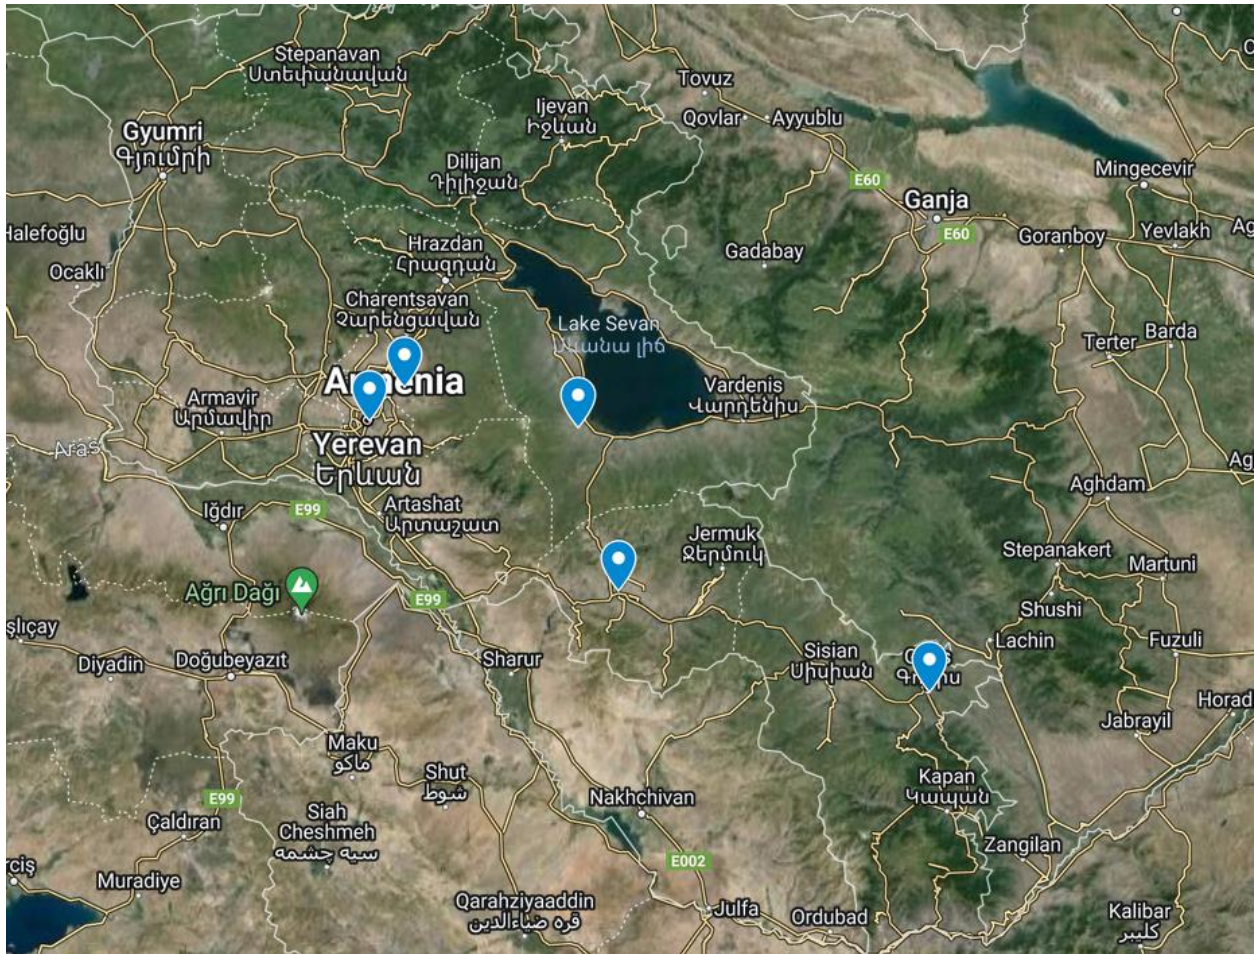 Stepanavan
Ստեփանավան
Tovuz
Ijevan
Իջևան
Qovlar
Ayyublu
Gyumri
Գյումրի
Dilijan
Դիլիջան
Mingecevir
E60
Ganja
E60
Halefoğlu
Hrazdan
Հրազդան
Gadabay
Goranboy
Yevlakh
Ocaklı
Charentsavan
Չարենցավան
Lake Sevan
Terter
Barda
Armenia
Armavir
Արմավիր
Vardenis
Վարդենիս
Yerevan
Երևան
Aras
Aghdam
Iğdır
E99
Artashat
Արտաշատ
Jermuk
Ջերմուկ
Stepanakert
Martuni
Ağrı Dağı
E99
Shushi
Diyadin
Doğubeyazıt
Sharur
Sisian
Սիսիան
Lachin
Fuzuli
Jabrayil
Maku
ماکو
Shut
شوط
Nakhchivan
Kapan
Կապան
E99
Çaldıran
Siah
Cheshmeh
سیه چشمه
Zangilan
E002
Muradiye
Qarahziyaaddin
قره ضیاءالدین
Julfa
Ordubad
Kalibar
کلیبر